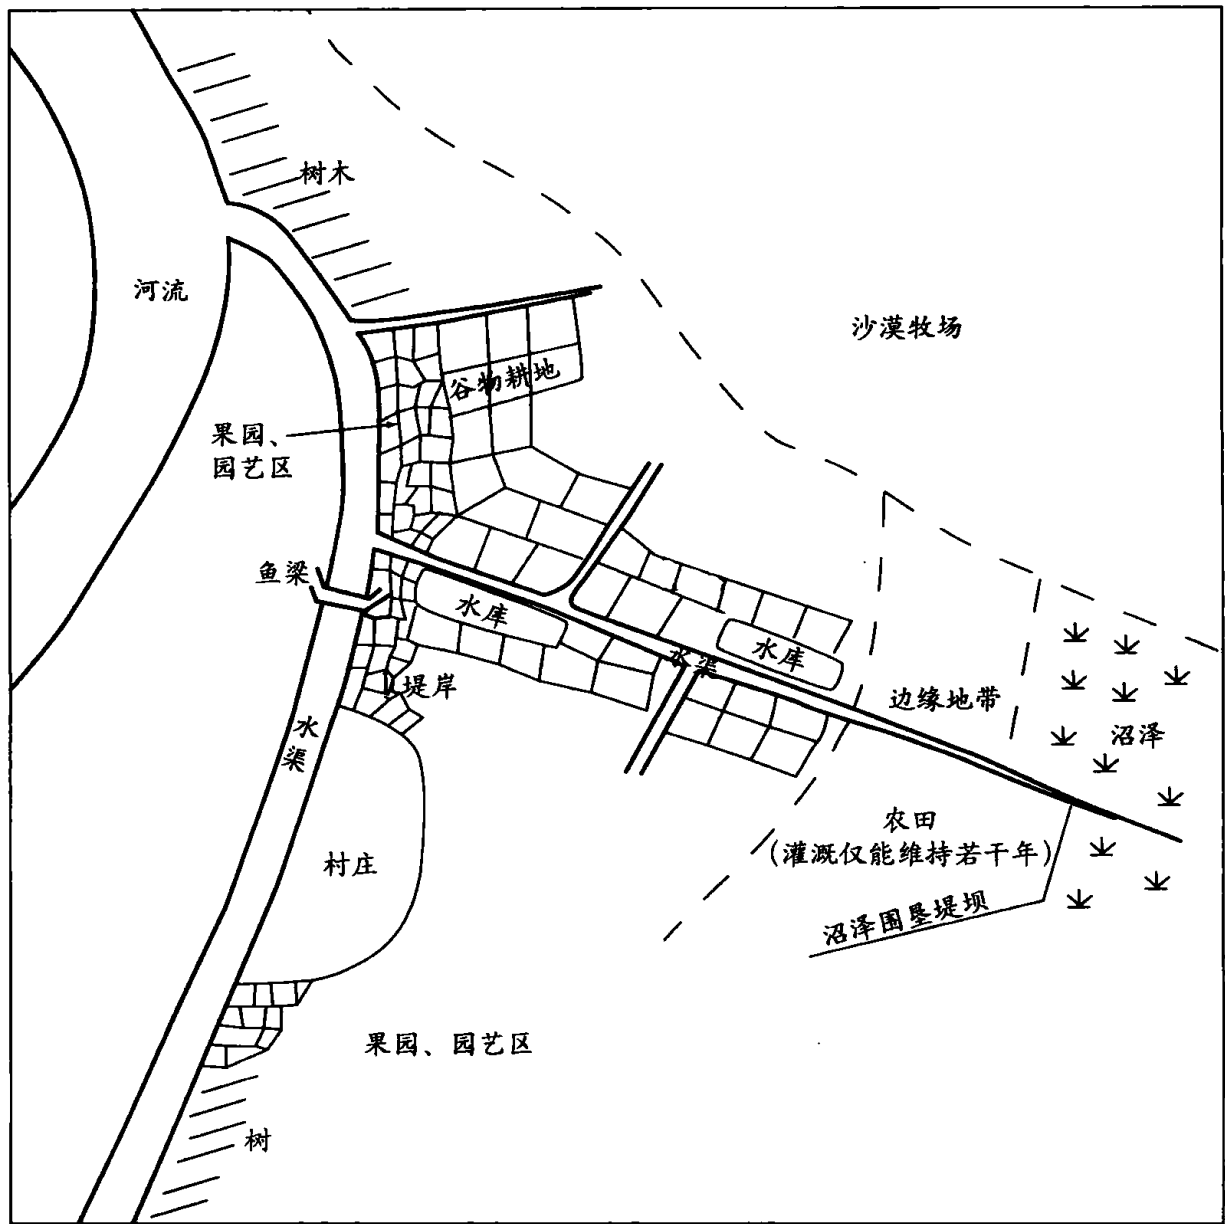 树木
河流
沙漠牧场
谷物耕地
果园、
园艺区
鱼梁
水库
水渠
水库
堤岸
边缘地带
水渠
沼泽
农田
(灌溉仅能维持若干年)
村庄
沼泽围垦堤坝
果园、园艺区
树